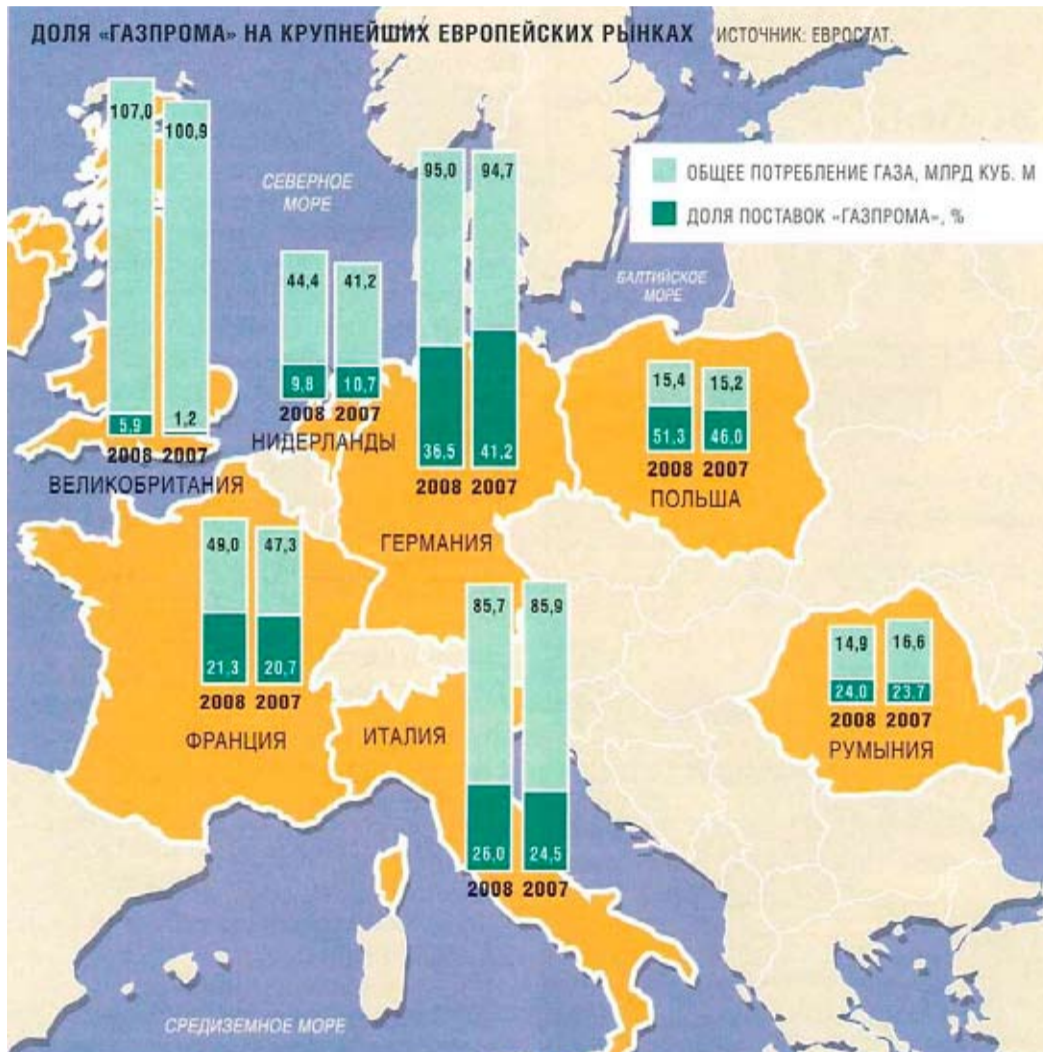 ДОЛЯ «ГАЗПРОМА» НА КРУПНЕЙШИХ ЕВРОПЕЙСКИХ РЫНКАХ ИСТОЧНИК: ЕВРОСТАТ.
ОБЩЕЕ ПОТРЕБЛЕНИЕ ГАЗА, МЛРД КУБ. М
ДОЛЯ ПОСТАВОК «ГАЗПРОМА», %
107,0 100,9
5,9 1,2
2008 2007
ВЕЛИКОБРИТАНИЯ
СЕВЕРНОЕ
МОРЕ
44,4 41,2
9,8 10,7
2008 2007
НИДЕРЛАНДЫ
95,0 94,7
36,5 41,2
2008 2007
ГЕРМАНИЯ
БАЛТИЙСКОЕ
МОРЕ
15,4 15,2
51,3 46,0
2008 2007
ПОЛЬША
49,0 47,3
21,3 20,7
2008 2007
ФРАНЦИЯ
ИТАЛИЯ
85,7 85,9
26,0 24,5
2008 2007
14,9 16,6
24,0 23,7
2008 2007
РУМЫНИЯ
СРЕДИЗЕМНОЕ МОРЕ